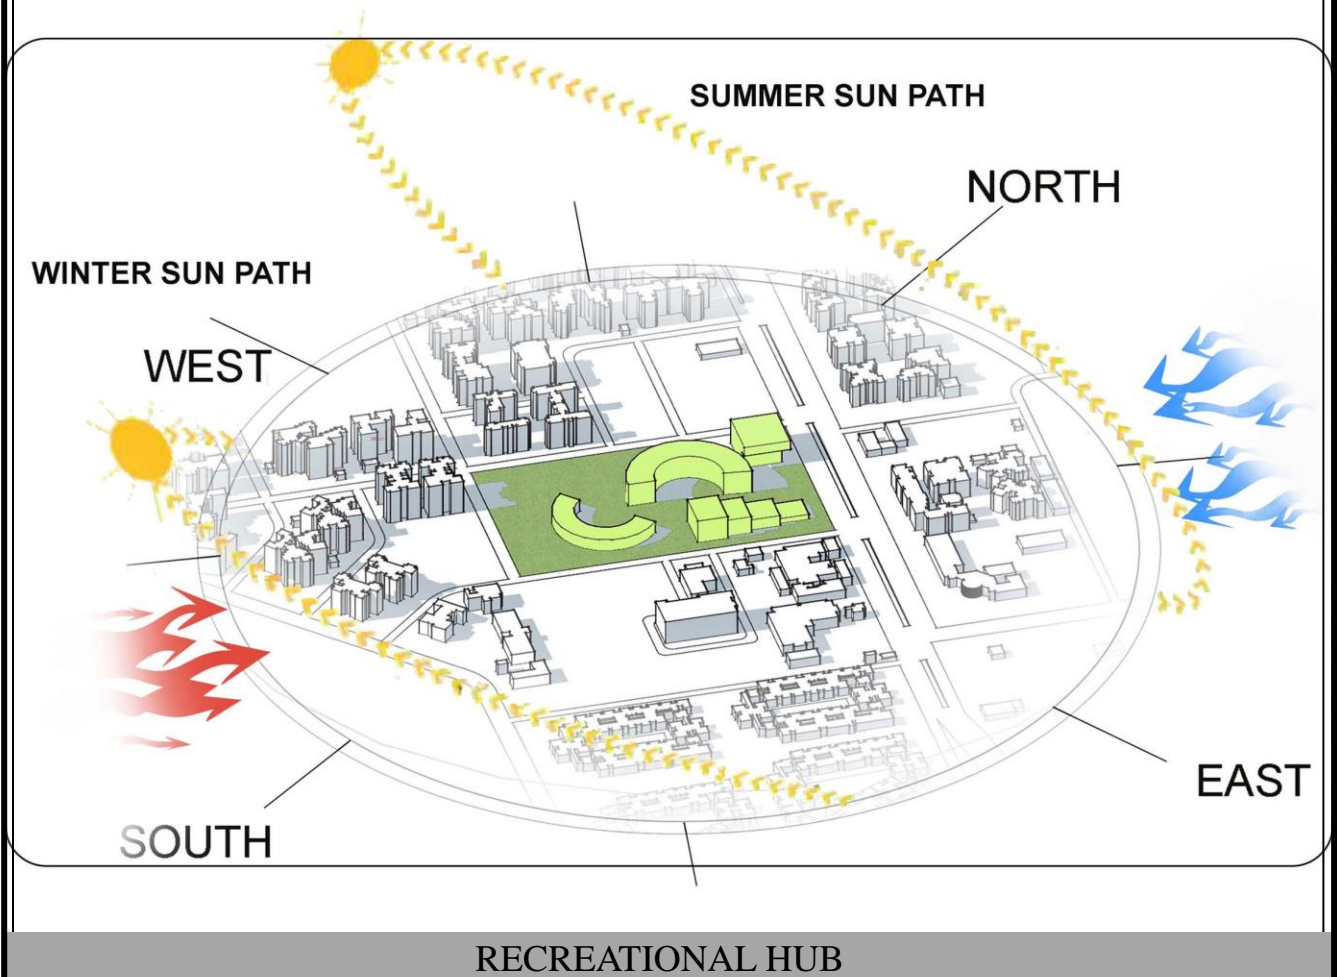 SUMMER SUN PATH
NORTH
WINTER SUN PATH
WEST
EAST
SOUTH
RECREATIONAL HUB